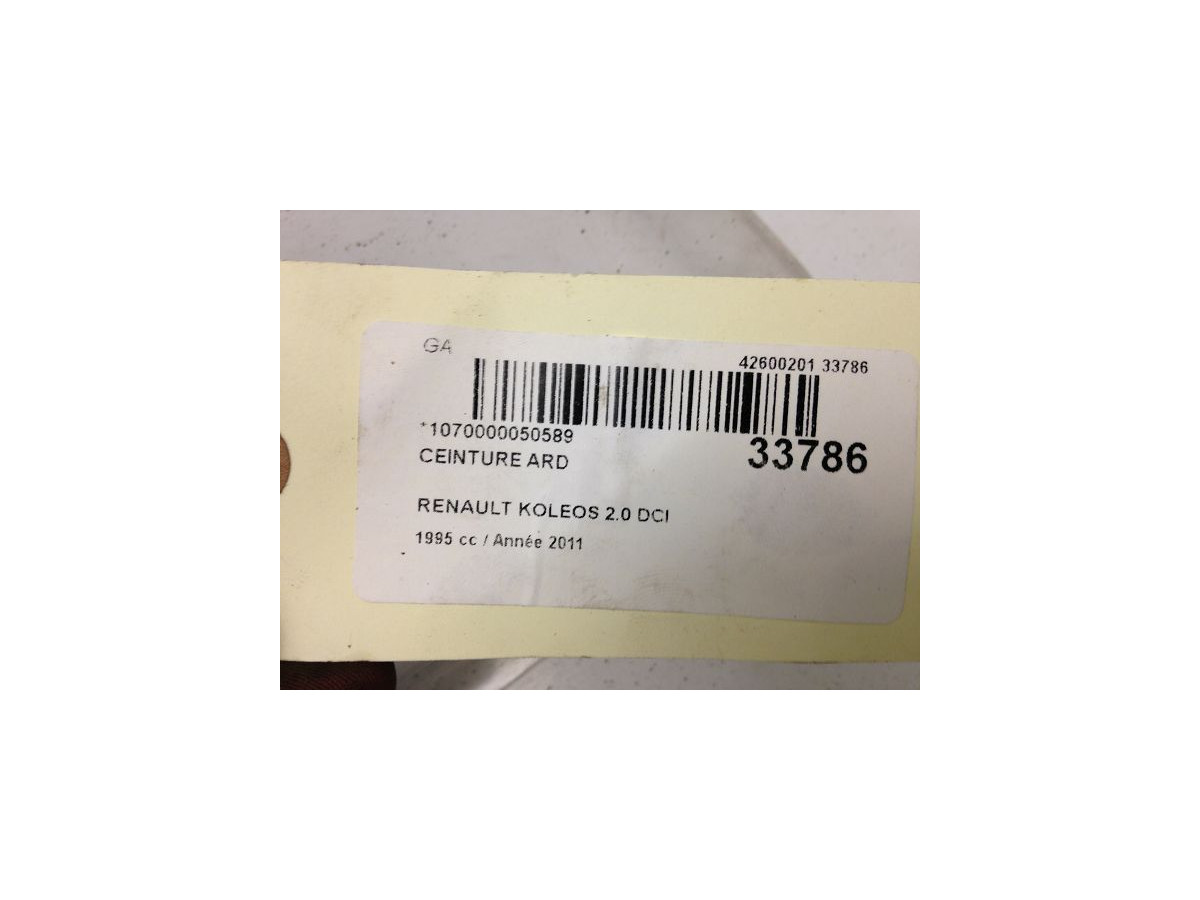 GA
42600201 33786
*1070000050589
33786
CEINTURE ARD
RENAULT KOLEOS 2.0 DCI
1995 cc / Année 2011